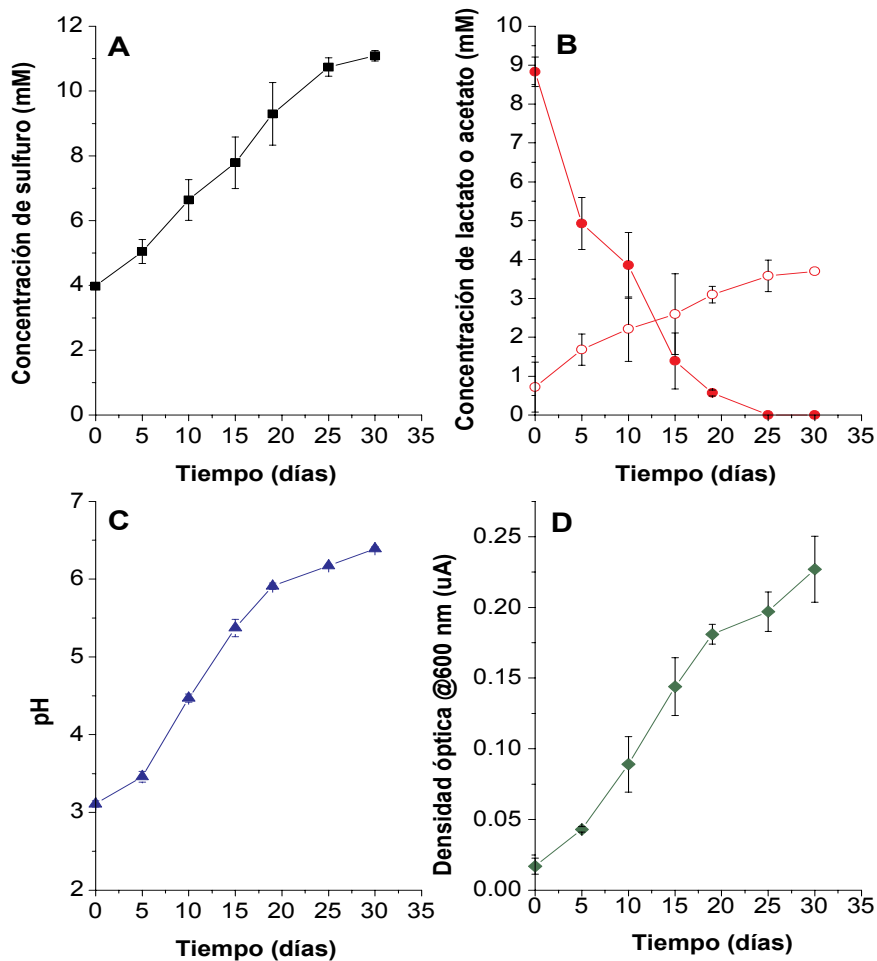 A
Concentración de sulfuro (mM)
12
10
8
6
4
2
0
0 5 10 15 20 25 30 35
Tiempo (días)
B
Concentración de lactato o acetato (mM)
9
8
7
6
5
4
3
2
1
0
0 5 10 15 20 25 30 35
Tiempo (días)
C
pH
7
6
5
4
3
2
0 5 10 15 20 25 30 35
Tiempo (días)
D
Densidad óptica @600 nm (uA)
0.25
0.20
0.15
0.10
0.05
0.00
0 5 10 15 20 25 30 35
Tiempo (días)